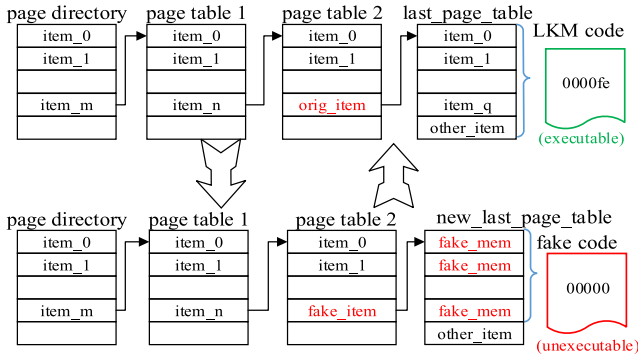 page directory page table 1 page table 2 last_page_table
item_0 item_0 item_0 item_0 LKM code
item_1 item_1 item_1 item_1
0000fe
item_m item_n orig_item item_q
other_item
(executable)
page directory page table 1 page table 2 new_last_page_table
item_0 item_0 item_0 fake_mem fake code
item_1 item_1 item_1 fake_mem
00000
item_m item_n fake_item fake_mem
other_item
(unexecutable)